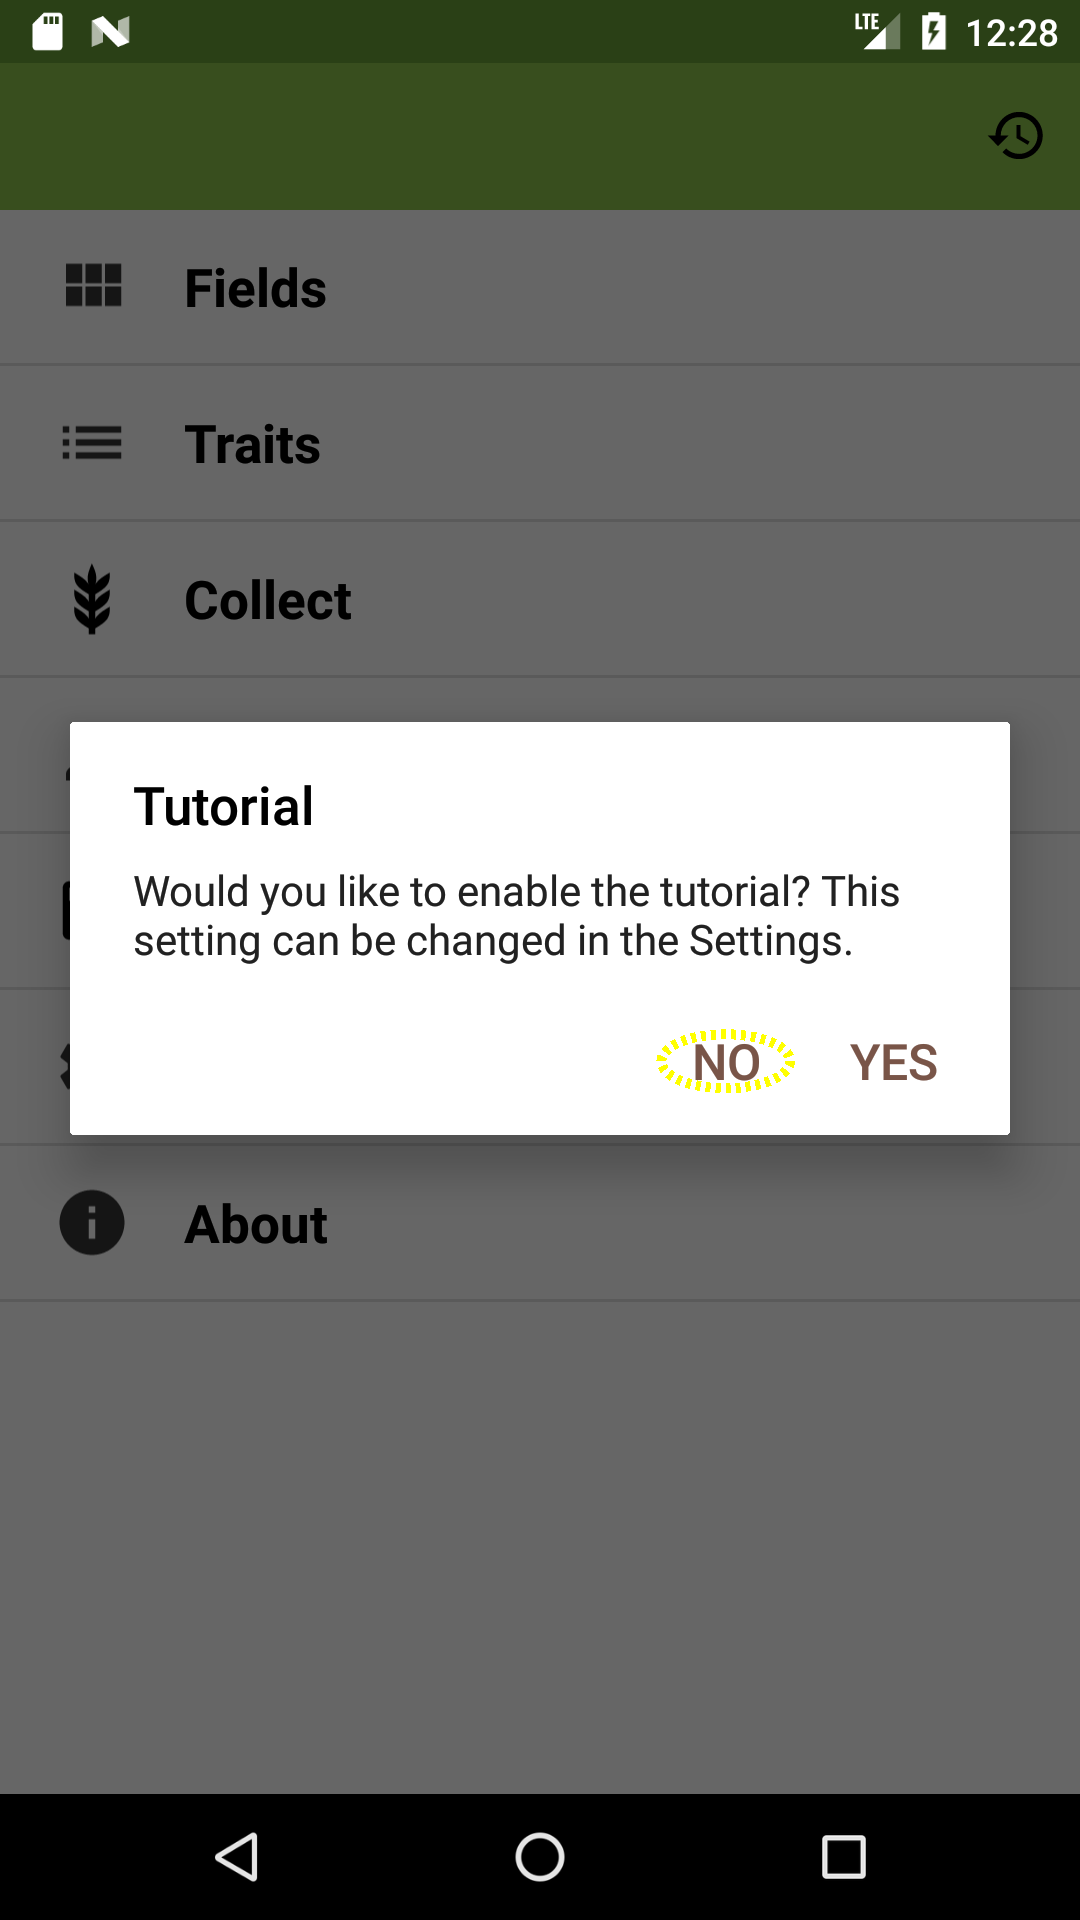 LTE 12:28
Fields
Traits
Collect
Tutorial
Would you like to enable the tutorial? This
setting can be changed in the Settings.
NO YES
About